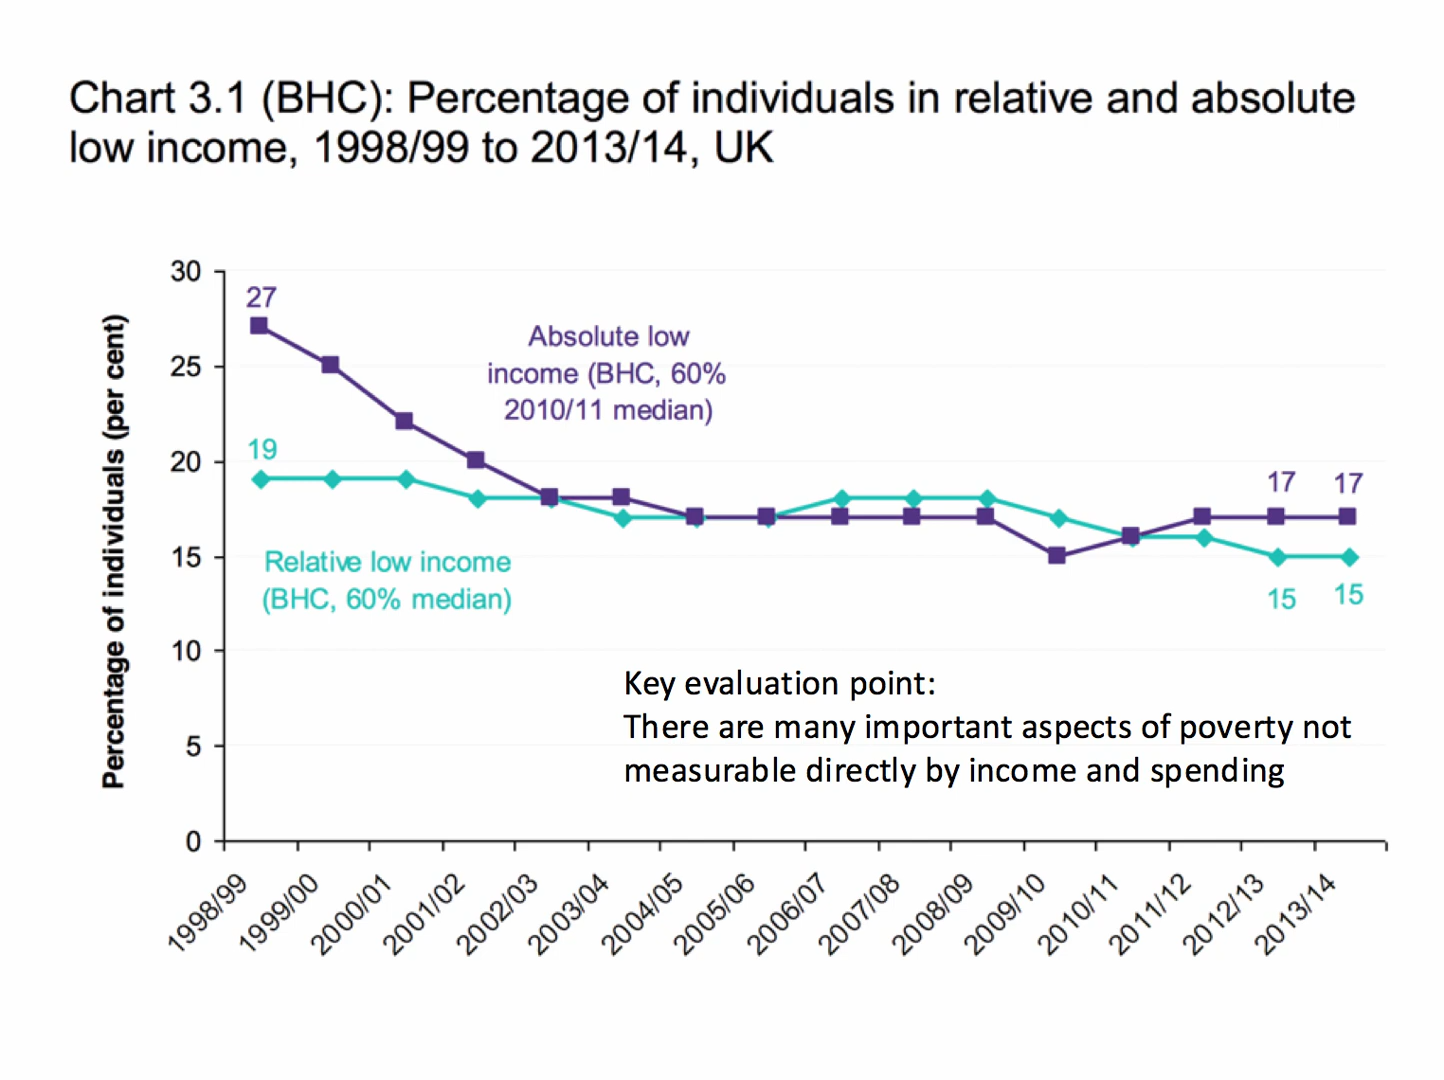 Chart 3.1 (BHC): Percentage of individuals in relative and absolute
low income, 1998/99 to 2013/14, UK
Percentage of individuals (per cent)
30
25
20
15
10
5
0
27
Absolute low
income (BHC, 60%
2010/11 median)
19
17
17
Relative low income
(BHC, 60% median)
15
15
Key evaluation point:
There are many important aspects of poverty not
measurable directly by income and spending
1998/99
1999/00
2000/01
2001/02
2002/03
2003/04
2004/05
2005/06
2006/07
2007/08
2008/09
2009/10
2010/11
2011/12
2012/13
2013/14